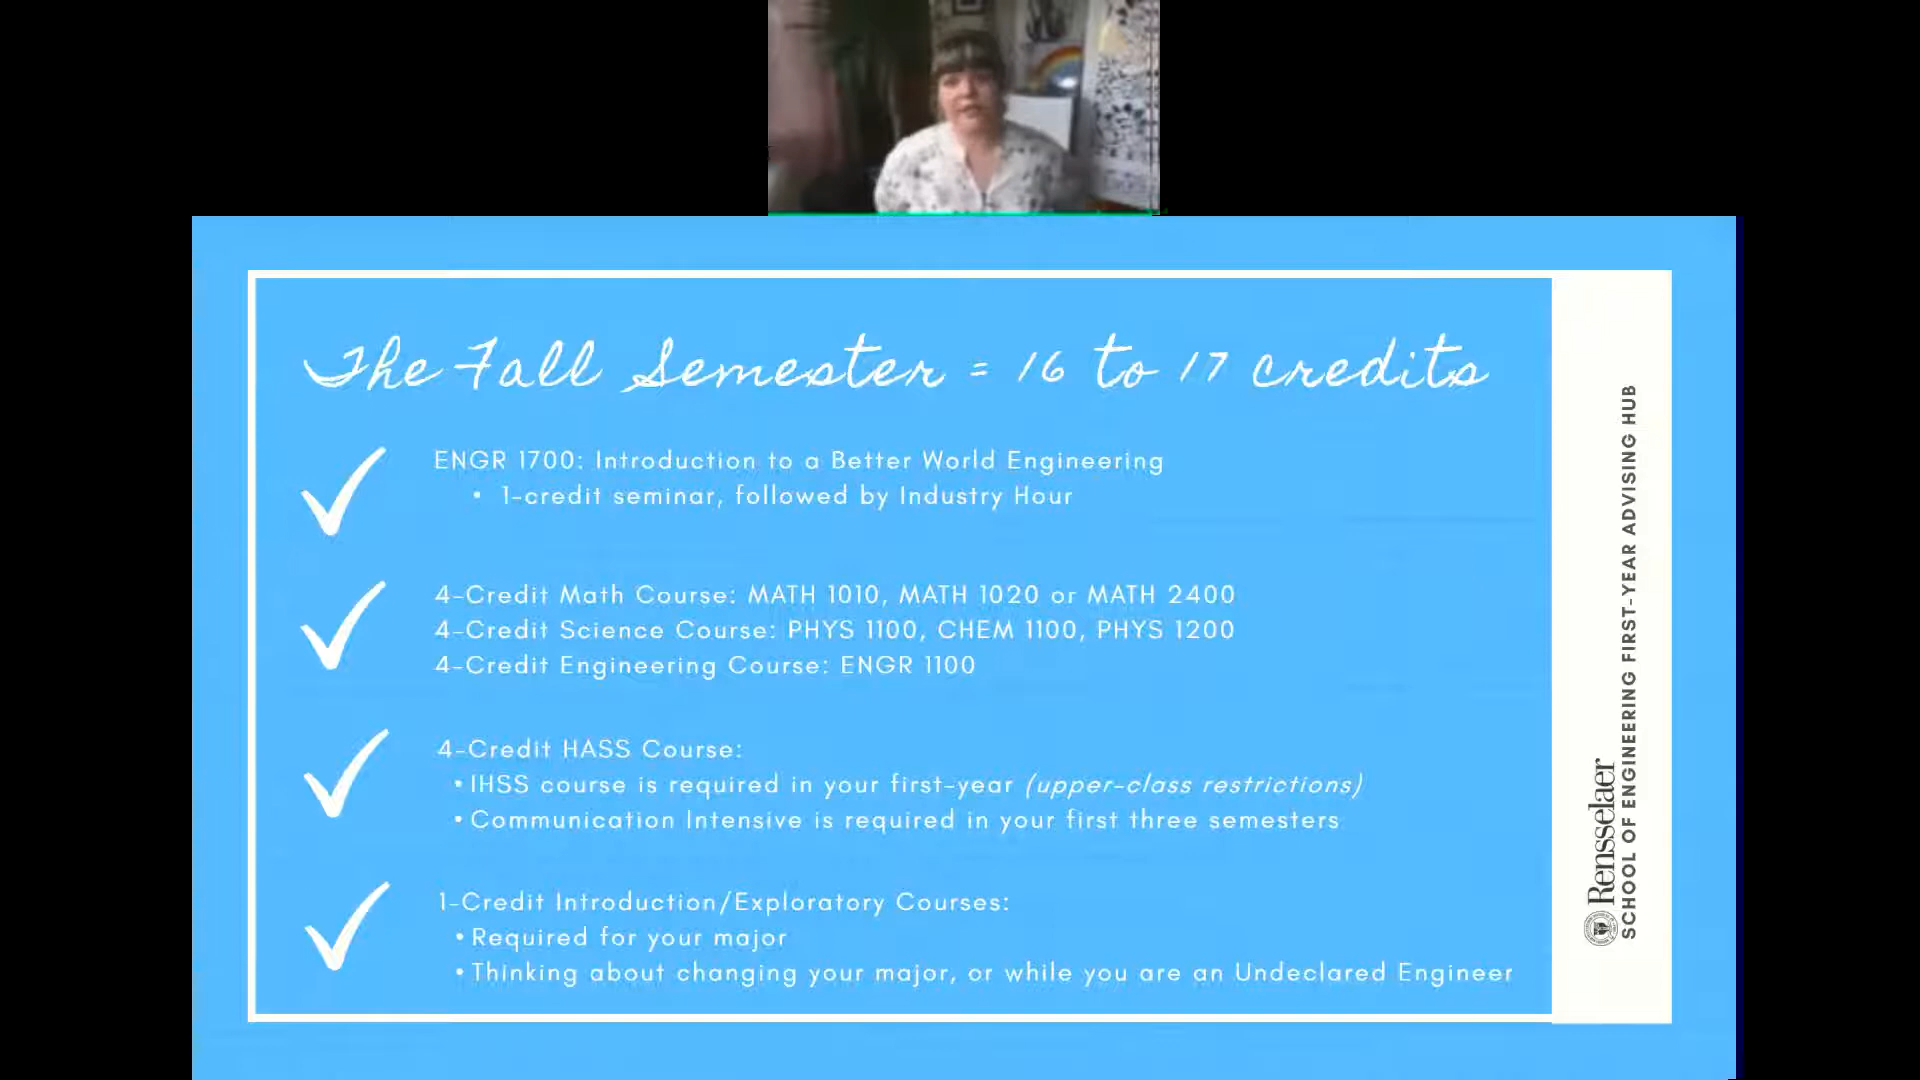 The Fall Semester = 16 to 17 credits
ENGR 1700: Introduction to a Better World Engineering
• 1-credit seminar, followed by Industry Hour
4-Credit Math Course: MATH 1010, MATH 1020 or MATH 2400
4-Credit Science Course: PHYS 1100, CHEM 1100, PHYS 1200
4-Credit Engineering Course: ENGR 1100
4-Credit HASS Course:
• IHSS course is required in your first-year (upper-class restrictions)
• Communication Intensive is required in your first three semesters
1-Credit Introduction/Exploratory Courses:
• Required for your major
• Thinking about changing your major, or while you are an Undeclared Engineer
Rensselaer
SCHOOL OF ENGINEERING FIRST-YEAR ADVISING HUB